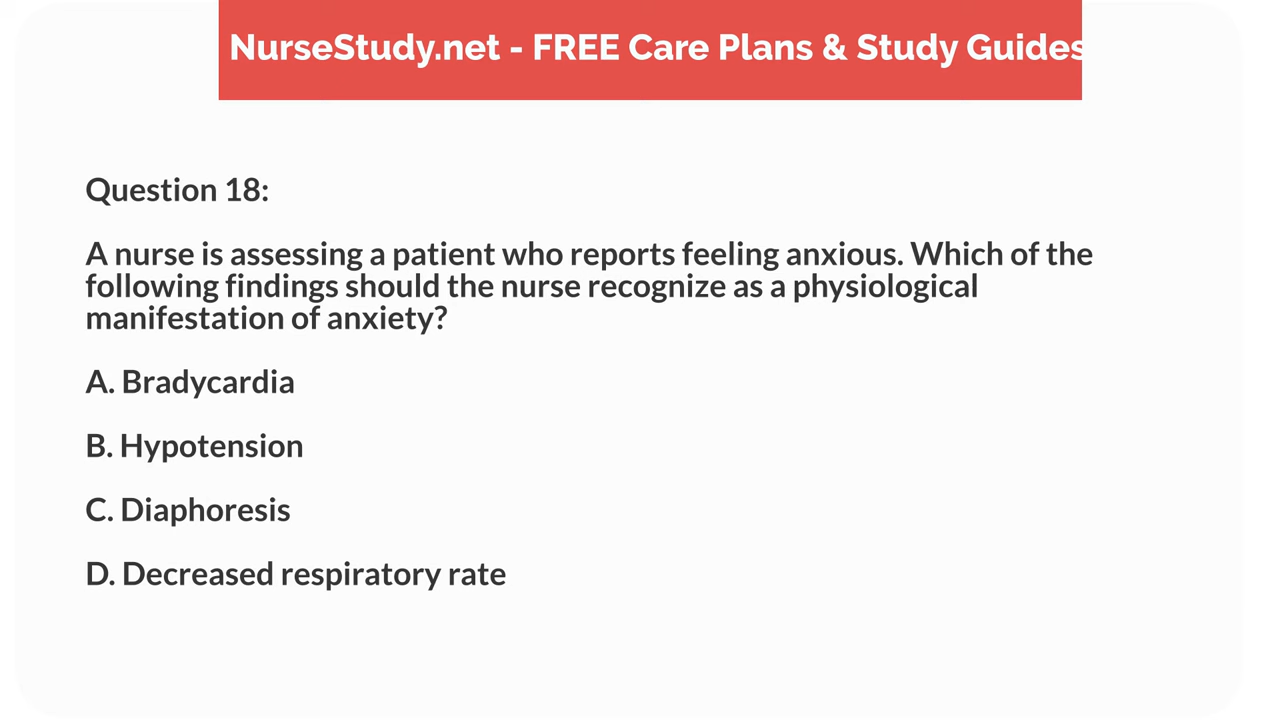 NurseStudy.net - FREE Care Plans & Study Guides
Question 18:
A nurse is assessing a patient who reports feeling anxious. Which of the
following findings should the nurse recognize as a physiological
manifestation of anxiety?
A. Bradycardia
B. Hypotension
C. Diaphoresis
D. Decreased respiratory rate